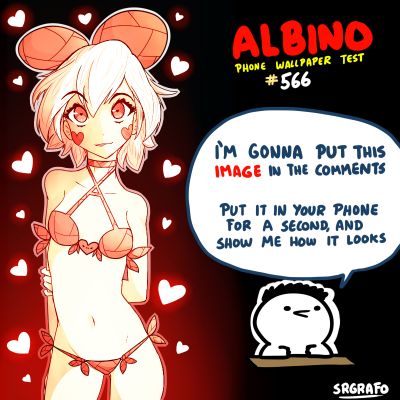 ALBINO
PHONE WALLPAPER TEST
#566
I'M GONNA PUT THIS
IMAGE IN THE COMMENTS
PUT IT IN YOUR PHONE
FOR A SECOND, AND
SHOW ME HOW IT LOOKS
SRGRAFO